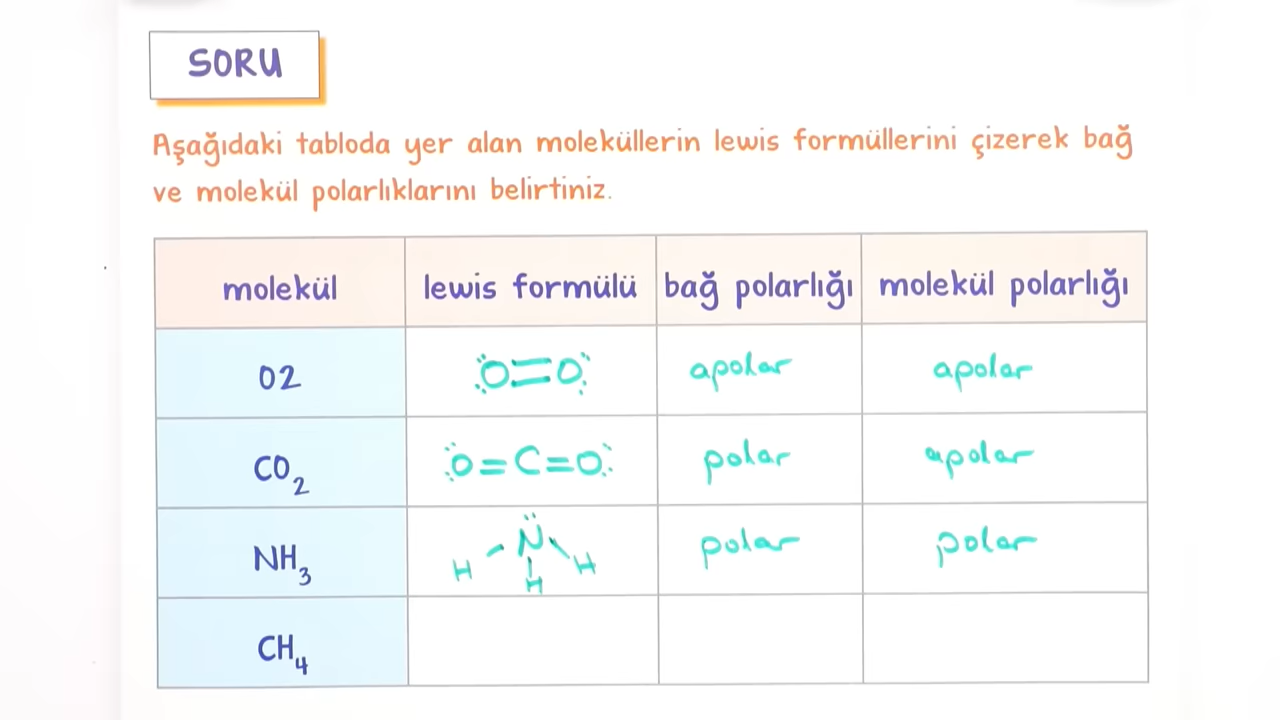 SORU
Aşağıdaki tabloda yer alan moleküllerin lewis formüllerini çizerek bağ
ve molekül polarlıklarını belirtiniz.
molekül lewis formülü bağ polarlığı molekül polarlığı
O2 :Ö=Ö: apolar apolar
CO₂ :Ö=C=Ö: polar apolar
NH₃ N̈ H H H polar polar
CH₄